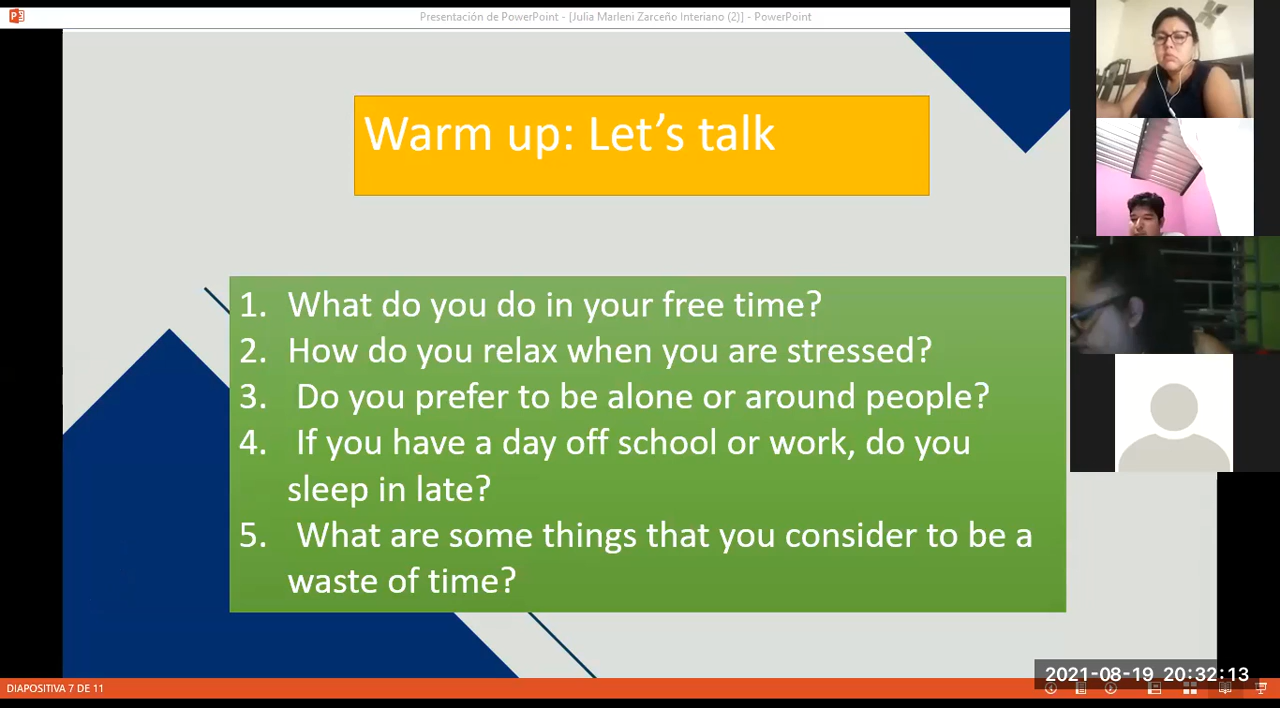 Presentación de PowerPoint - [Julia Marleni Zarceño Interiano (2)] - PowerPoint
Warm up: Let's talk
1. What do you do in your free time?
2. How do you relax when you are stressed?
3. Do you prefer to be alone or around people?
4. If you have a day off school or work, do you
sleep in late?
5. What are some things that you consider to be a
waste of time?
2021-08-19 20:32:13
DIAPOSITIVA 7 DE 11